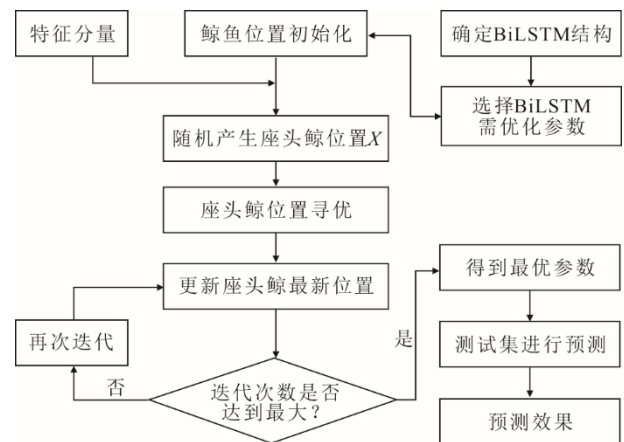 特征分量
鲸鱼位置初始化
确定BiLSTM结构
选择BiLSTM
需优化参数
随机产生座头鲸位置X
座头鲸位置寻优
更新座头鲸最新位置
得到最优参数
再次迭代
是
测试集进行预测
否
迭代次数是否
达到最大?
预测效果